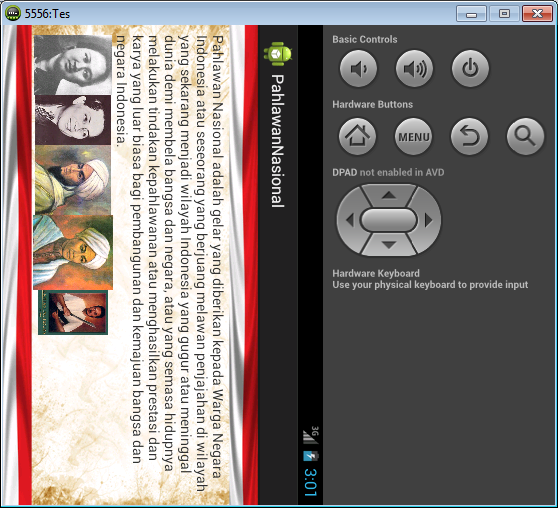 5556:Tes
Basic Controls
Hardware Buttons
MENU
DPAD not enabled in AVD
Hardware Keyboard
Use your physical keyboard to provide input
3G
3:01
PahlawanNasional
Pahlawan Nasional adalah gelar yang diberikan kepada Warga Negara
Indonesia atau seseorang yang berjuang melawan penjajahan di wilayah
yang sekarang menjadi wilayah Indonesia yang gugur atau meninggal
dunia demi membela bangsa dan negara, atau yang semasa hidupnya
melakukan tindakan kepahlawanan atau menghasilkan prestasi dan
karya yang luar biasa bagi pembangunan dan kemajuan bangsa dan
negara Indonesia.